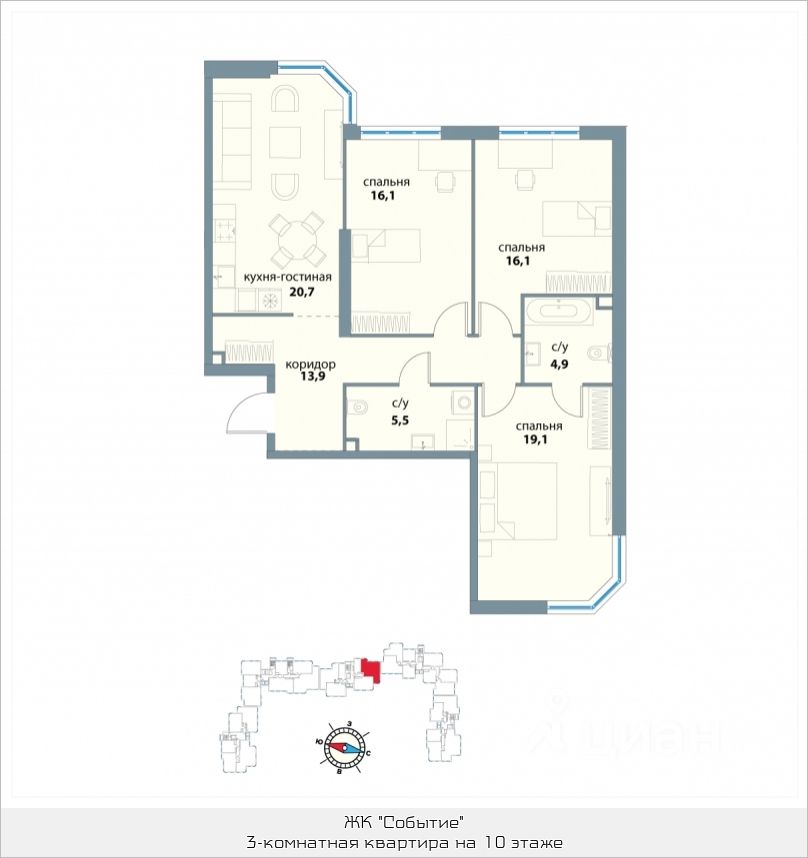 спальня
16,1
спальня
16,1
кухня-гостиная
20,7
с/у
4,9
коридор
13,9
с/у
5,5
спальня
19,1
З
Ю
С
В
циан
ЖК "Событие"
3-комнатная квартира на 10 этаже